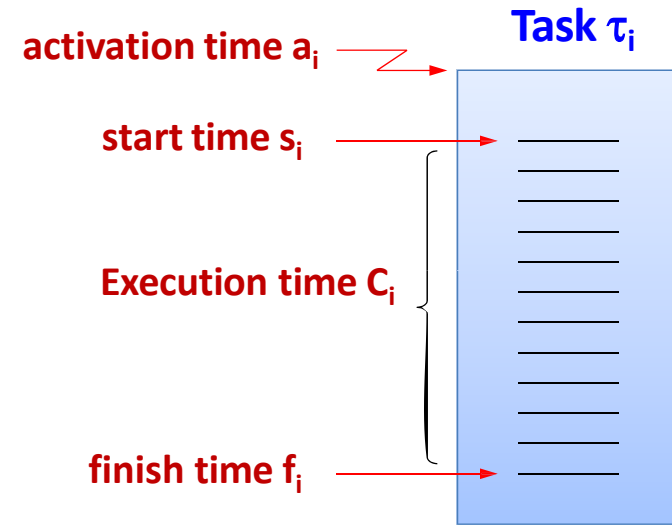 Task τi
activation time ai
start time si
Execution time Ci
finish time fi